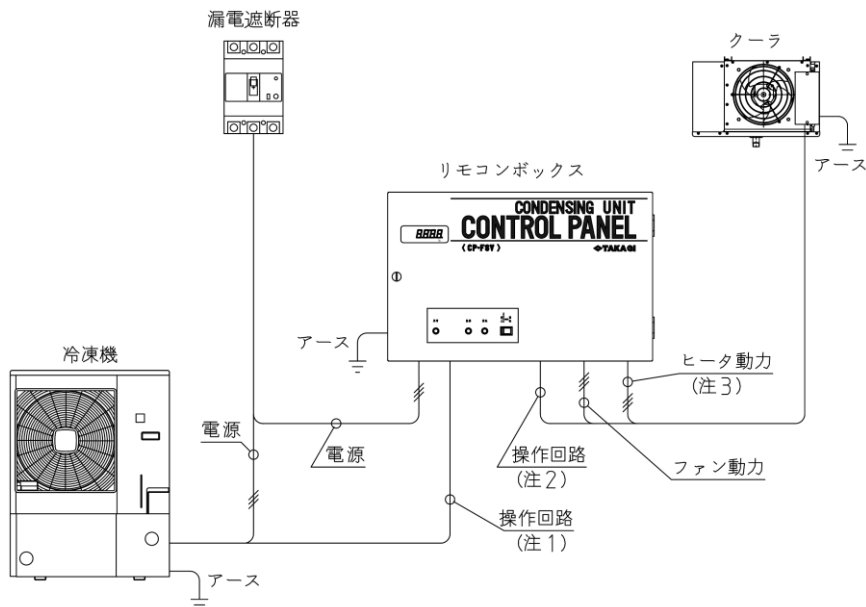 漏電遮断器
クーラ
アース
リモコンボックス
CONDENSING UNIT
CONTROL PANEL
(CP-F8V)
TAKAGI
8888
アース
冷凍機
ヒータ動力
(注3)
電源
電源
操作回路
(注2)
ファン動力
操作回路
(注1)
アース